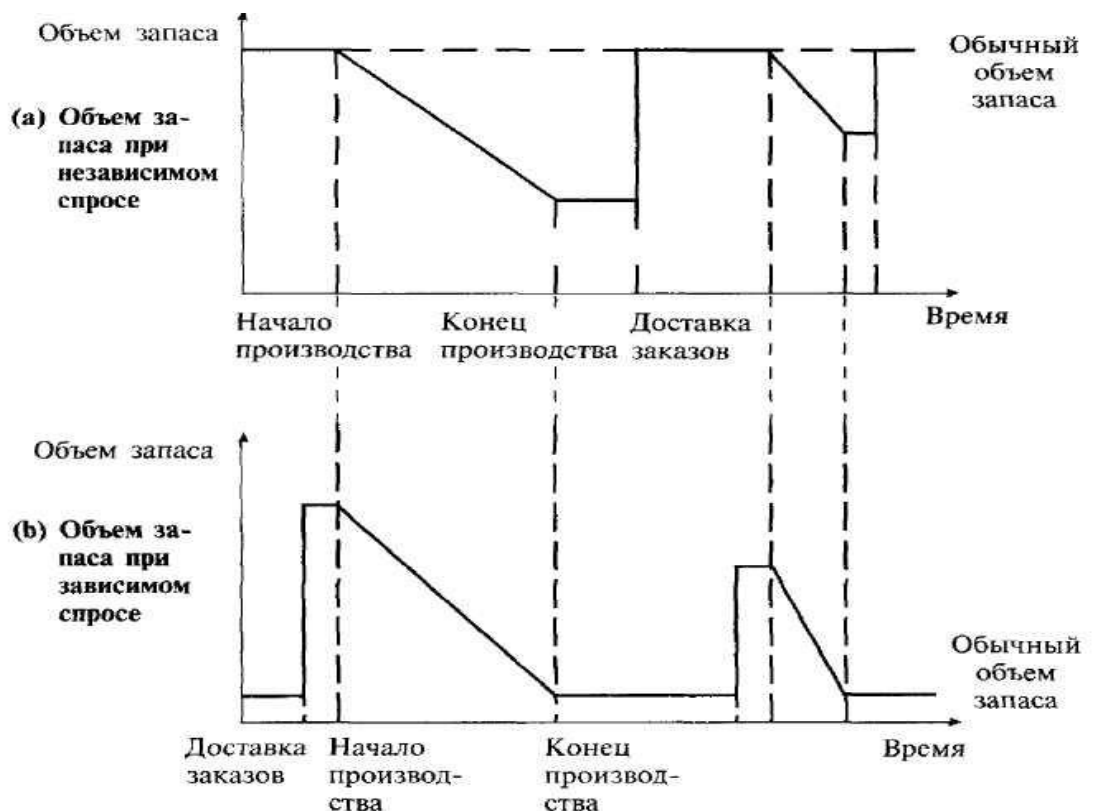 Объем запаса
Обычный
объем
запаса
(a) Объем за-
паса при
независимом
спросе
Время
Начало
производства
Конец
производства
Доставка
заказов
Объем запаса
(b) Объем за-
паса при
зависимом
спросе
Обычный
объем
запаса
Доставка
заказов
Начало
производ-
ства
Конец
производ-
ства
Время